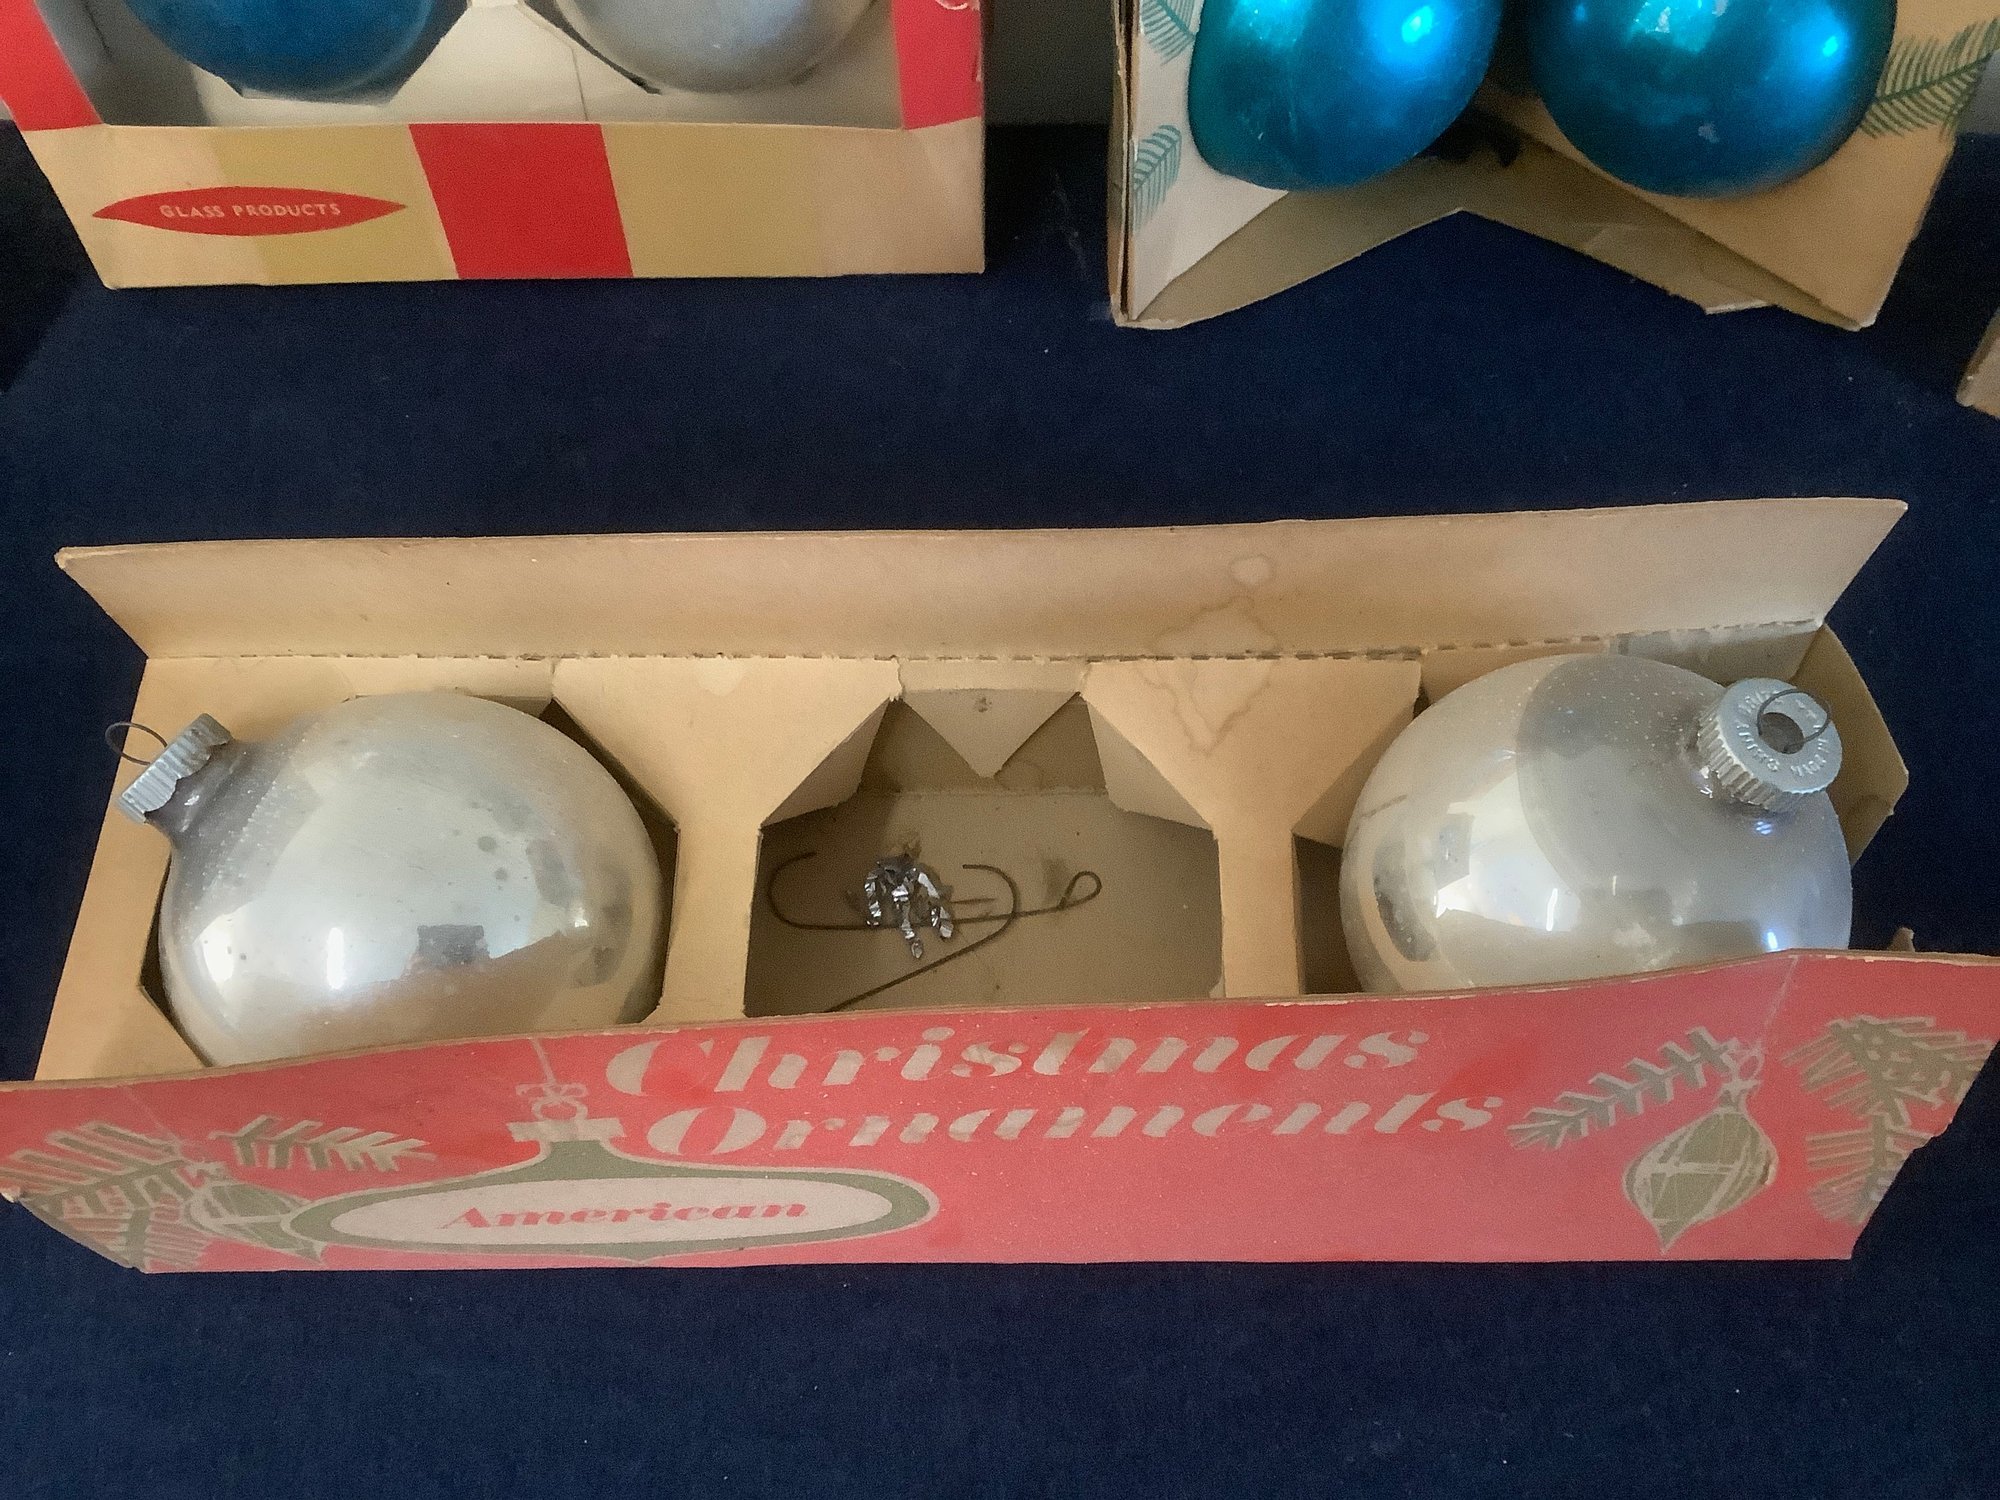 GLASS PRODUCTS
Christmas
Ornaments
American